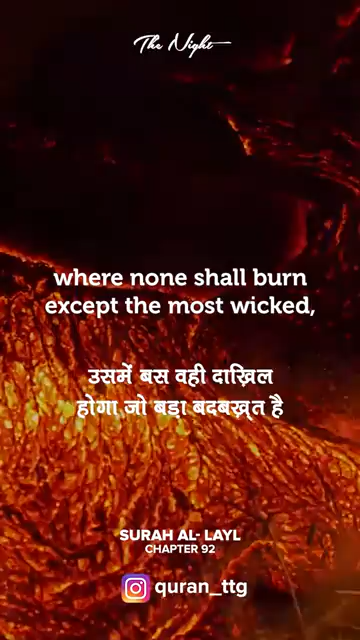 The Night
where none shall burn
except the most wicked,
उसमें बस वही दाख़िल
होगा जो बड़ा बदबख़्त है
SURAH AL- LAYL
CHAPTER 92
quran_ttg